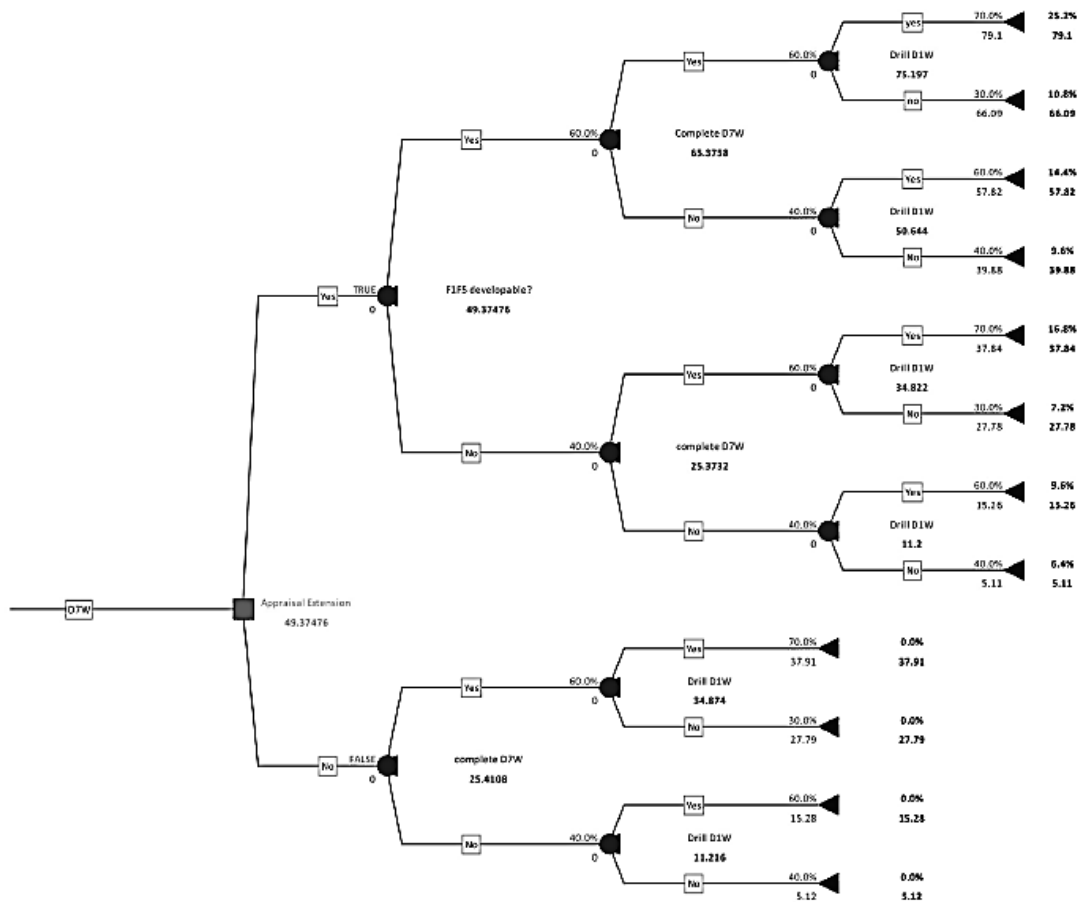 yes 70.0% 25.2%
79.1 79.1
Yes 60.0% Drill D1W
0 75.197
no 30.0% 10.8%
66.09 66.09
Yes 60.0% Complete D7W
0 65.3758
Yes 60.0% 14.4%
57.82 57.82
No 40.0% Drill D1W
0 50.644
No 40.0% 9.6%
39.88 39.88
Yes TRUE F1F5 developable?
0 49.37476
Yes 70.0% 16.8%
37.84 37.84
Yes 60.0% Drill D1W
0 34.822
No 30.0% 7.2%
27.78 27.78
No 40.0% complete D7W
0 25.3732
Yes 60.0% 9.6%
15.26 15.26
No 40.0% Drill D1W
0 11.2
No 40.0% 6.4%
5.11 5.11
D7W Appraisal Extension
49.37476
Yes 70.0% 0.0%
37.91 37.91
Yes 60.0% Drill D1W
0 34.874
No 30.0% 0.0%
27.79 27.79
No FALSE complete D7W
0 25.4108
Yes 60.0% 0.0%
15.28 15.28
No 40.0% Drill D1W
0 11.216
No 40.0% 0.0%
5.12 5.12